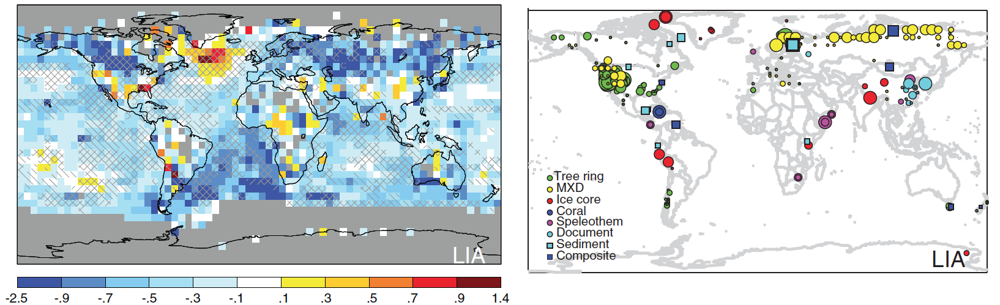 LIA
-2.5 -.9 -.7 -.5 -.3 -.1 .1 .3 .5 .7 .9 1.4
Tree ring
MXD
Ice core
Coral
Speleothem
Document
Sediment
Composite
LIA